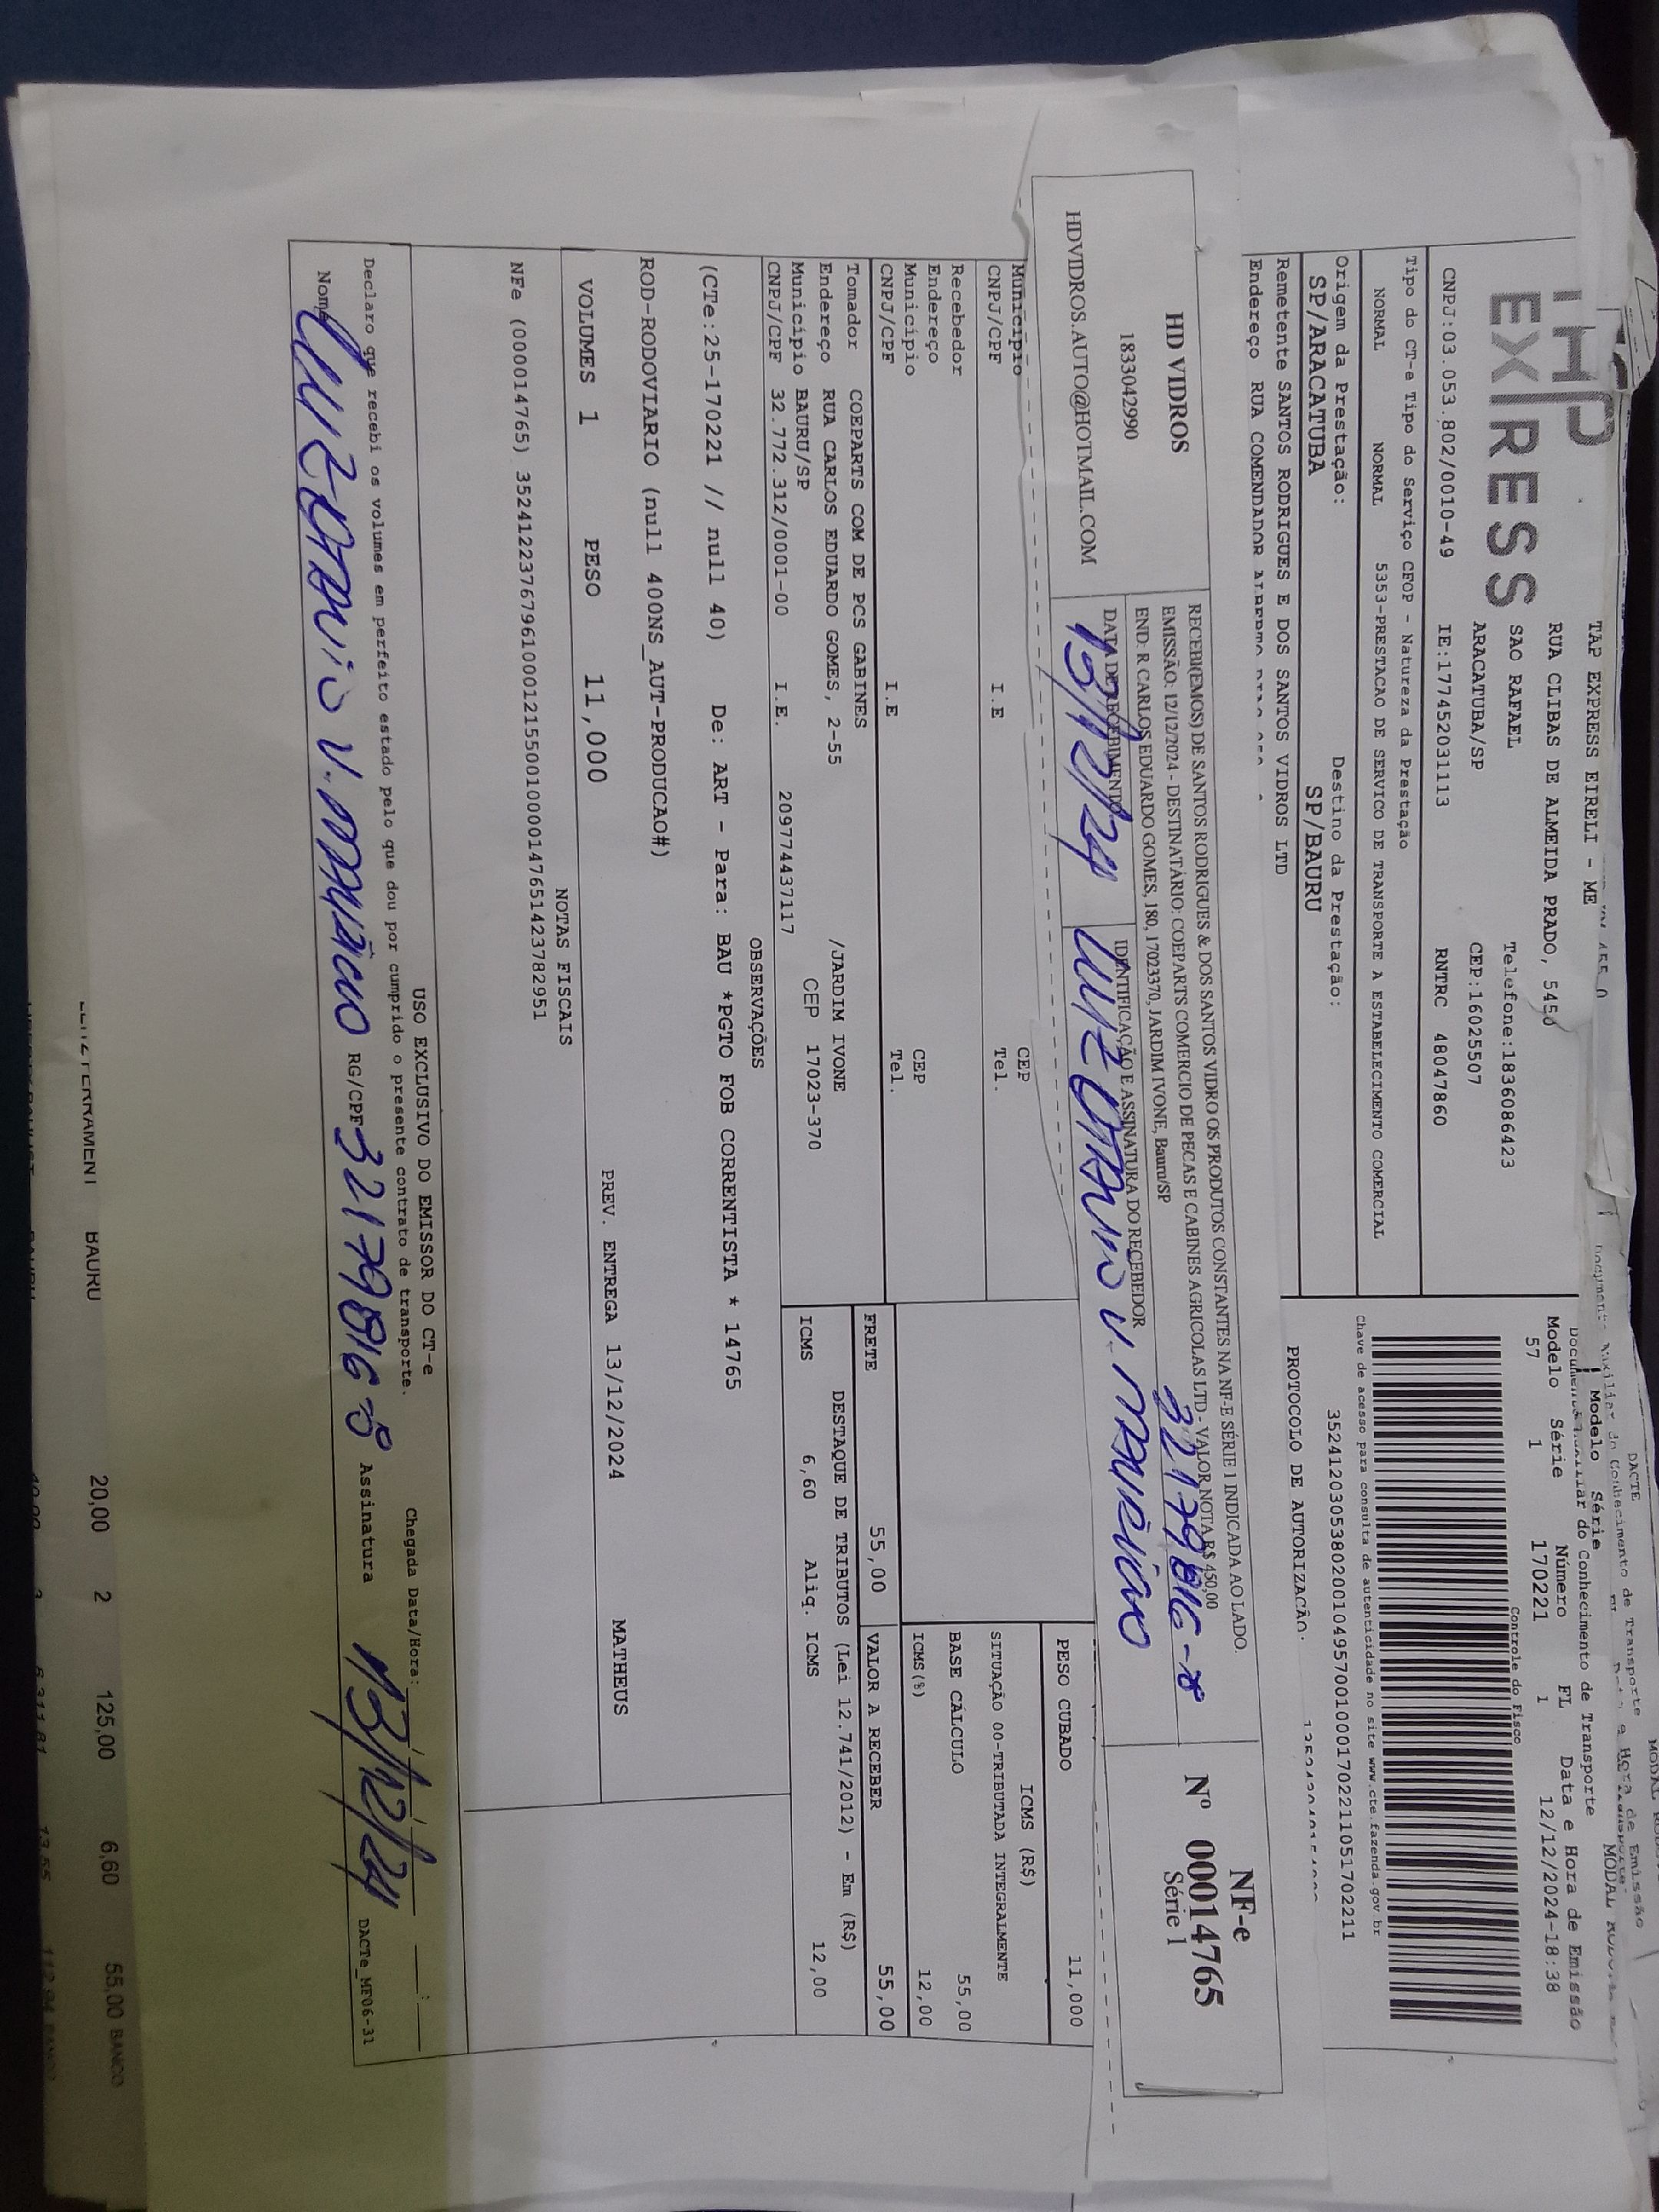 EXPRESS
TAP EXPRESS EIRELI - ME
RUA CLIBAS DE ALMEIDA PRADO, 545
SAO RAFAEL
Telefone:1836086423
ARACATUBA/SP
CEP:16025507
CNPJ:03.053.802/0010-49
IE:177452031113
RNTRC 48047860
Tipo do CT-e Tipo do Serviço CFOP - Natureza da Prestação
NORMAL NORMAL 5353-PRESTACAO DE SERVICO DE TRANSPORTE A ESTABELECIMENTO COMERCIAL
Origem da Prestação:
SP/ARACATUBA
Destino da Prestação:
SP/BAURU
Remetente SANTOS RODRIGUES E DOS SANTOS VIDROS LTD
Endereço RUA COMENDADOR
DACTE
do Conhecimento de Transporte
Modelo Série Número FL Data e Hora de Emissão
57 1 170221 1 12/12/2024-18:38
Controle do Fisco
Chave de acesso para consulta de autenticidade no site www.cte.fazenda.gov br
35241203053802001049570010001702211051702211
PROTOCOLO DE AUTORIZAÇÃO
HD VIDROS
1833042990
HDVIDROS.AUTO@HOTMAIL.COM
RECEBI(EMOS) DE SANTOS RODRIGUES & DOS SANTOS VIDRO OS PRODUTOS CONSTANTES NA NF-E SÉRIE 1 INDICADA AO LADO.
EMISSÃO: 12/12/2024 - DESTINATÁRIO: COEPARTS COMERCIO DE PECAS E CABINES AGRICOLAS LTD - VALOR NOTA R$ 450,00
END: R CARLOS EDUARDO GOMES, 180, 17023370, JARDIM IVONE, Bauru/SP
DATA DE RECEBIMENTO
13/12/24
IDENTIFICAÇÃO E ASSINATURA DO RECEBEDOR
32179816-8
LUIZ OTAVIO V. MAURICIO
NF-e
Nº 00014765
Série 1
Município CEP
CNPJ/CPF I.E Tel.
Recebedor
Endereço
Município CEP
CNPJ/CPF I.E Tel.
Tomador COEPARTS COM DE PCS GABINES
Endereço RUA CARLOS EDUARDO GOMES, 2-55 /JARDIM IVONE
Município BAURU/SP CEP 17023-370
CNPJ/CPF 32.772.312/0001-00 I.E. 209774437117
PESO CUBADO 11,000
ICMS (R$)
SITUAÇÃO 00-TRIBUTADA INTEGRALMENTE
BASE CÁLCULO 55,00
ICMS(%) 12,00
FRETE 55,00
VALOR A RECEBER 55,00
DESTAQUE DE TRIBUTOS (Lei 12.741/2012) - Em (R$)
ICMS 6,60 Aliq. ICMS 12,00
OBSERVAÇÕES
(CTe:25-170221 // null 40) De: ART - Para: BAU *PGTO FOB CORRENTISTA * 14765
ROD-RODOVIARIO (null 400NS_AUT-PRODUCAO#)
VOLUMES 1 PESO 11,000 PREV. ENTREGA 13/12/2024 MATHEUS
NOTAS FISCAIS
NFe (000014765) 35241223767961000121550010000147651423782951
USO EXCLUSIVO DO EMISSOR DO CT-e
Declaro que recebi os volumes em perfeito estado pelo que dou por cumprido o presente contrato de transporte.
Chegada Data/Hora:
Nome LUIZ OTAVIO V. MAURICIO RG/CPF 32179816-8 Assinatura 13/12/24
DACTe_MF06-31
BAURU 20,00 2 125,00 6,60 55,00 BANCO